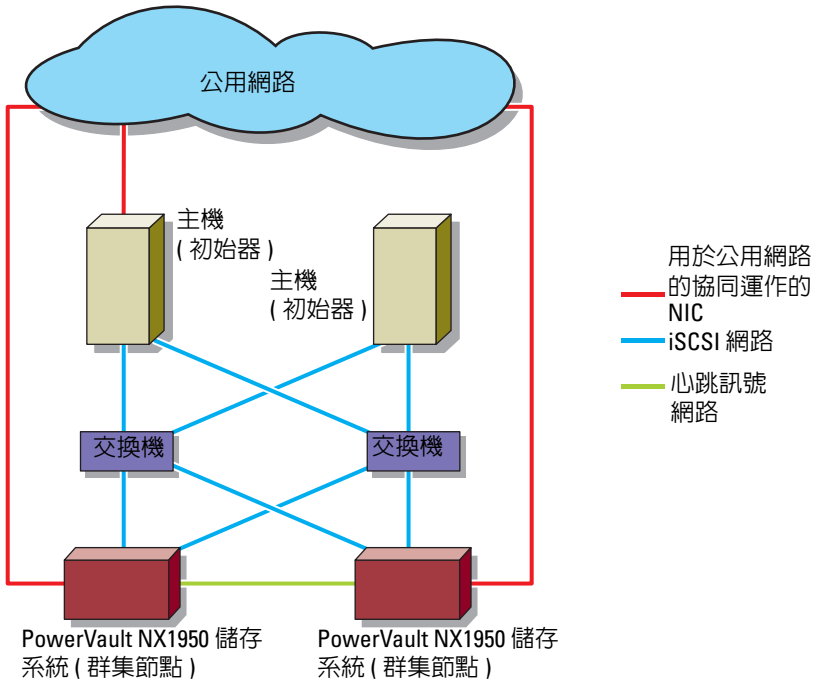 公用網路
主機
( 初始器 )
主機
( 初始器 )
用於公用網路
的協同運作的
NIC
iSCSI 網路
心跳訊號
網路
交換機
交換機
PowerVault NX1950 儲存
系統 ( 群集節點 )
PowerVault NX1950 儲存
系統 ( 群集節點 )